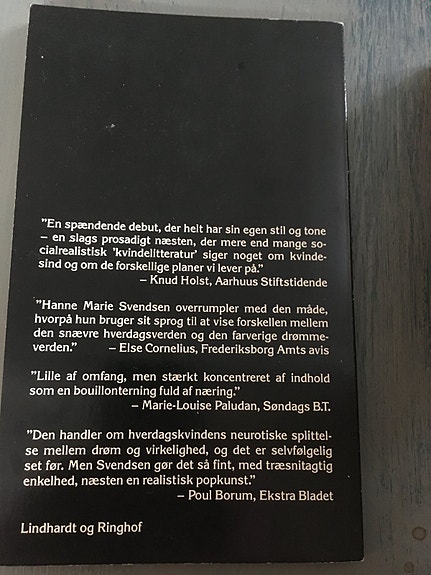 "En spændende debut, der helt har sin egen stil og tone
– en slags prosadigt næsten, der mere end mange so-
cialrealistisk 'kvindelitteratur' siger noget om kvinde-
sind og om de forskellige planer vi lever på."
– Knud Holst, Aarhuus Stiftstidende
"Hanne Marie Svendsen overrumpler med den måde,
hvorpå hun bruger sit sprog til at vise forskellen mellem
den snævre hverdagsverden og den farverige drømme-
verden." – Else Cornelius, Frederiksborg Amts avis
"Lille af omfang, men stærkt koncentreret af indhold
som en bouillonterning fuld af næring."
– Marie-Louise Paludan, Søndags B.T.
"Den handler om hverdagskvindens neurotiske splittel-
se mellem drøm og virkelighed, og det er selvfølgelig
set før. Men Svendsen gør det så fint, med træsnitagtig
enkelhed, næsten en realistisk popkunst."
– Poul Borum, Ekstra Bladet
Lindhardt og Ringhof